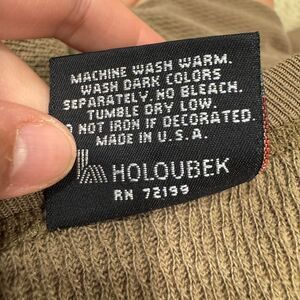 MACHINE WASH WARM.
WASH DARK COLORS
SEPARATELY. NO BLEACH.
TUMBLE DRY LOW.
NOT IRON IF DECORATED.
MADE IN U.S.A.
HOLOUBEK
RN 72199